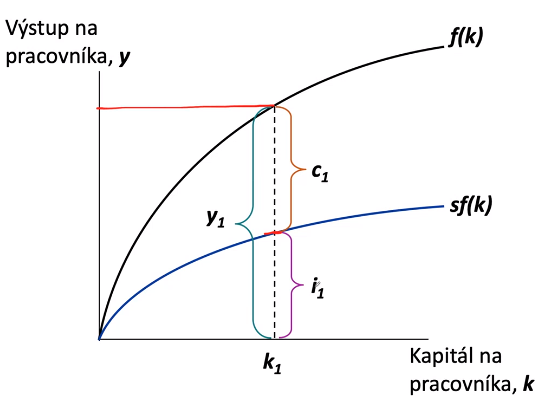 Výstup na
pracovníka, y
f(k)
c₁
sf(k)
y₁
i₁
k₁
Kapitál na
pracovníka, k